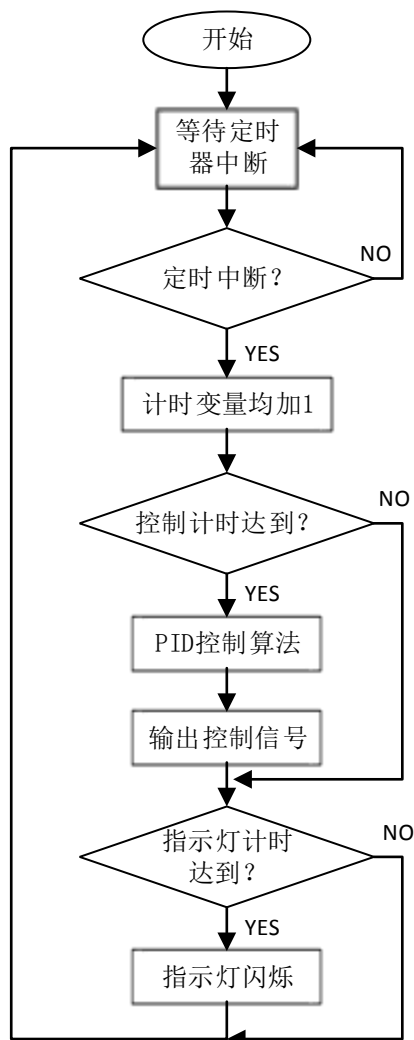 开始
等待定时
器中断
NO
定时中断？
YES
计时变量均加1
NO
控制计时达到？
YES
PID控制算法
输出控制信号
NO
指示灯计时
达到？
YES
指示灯闪烁